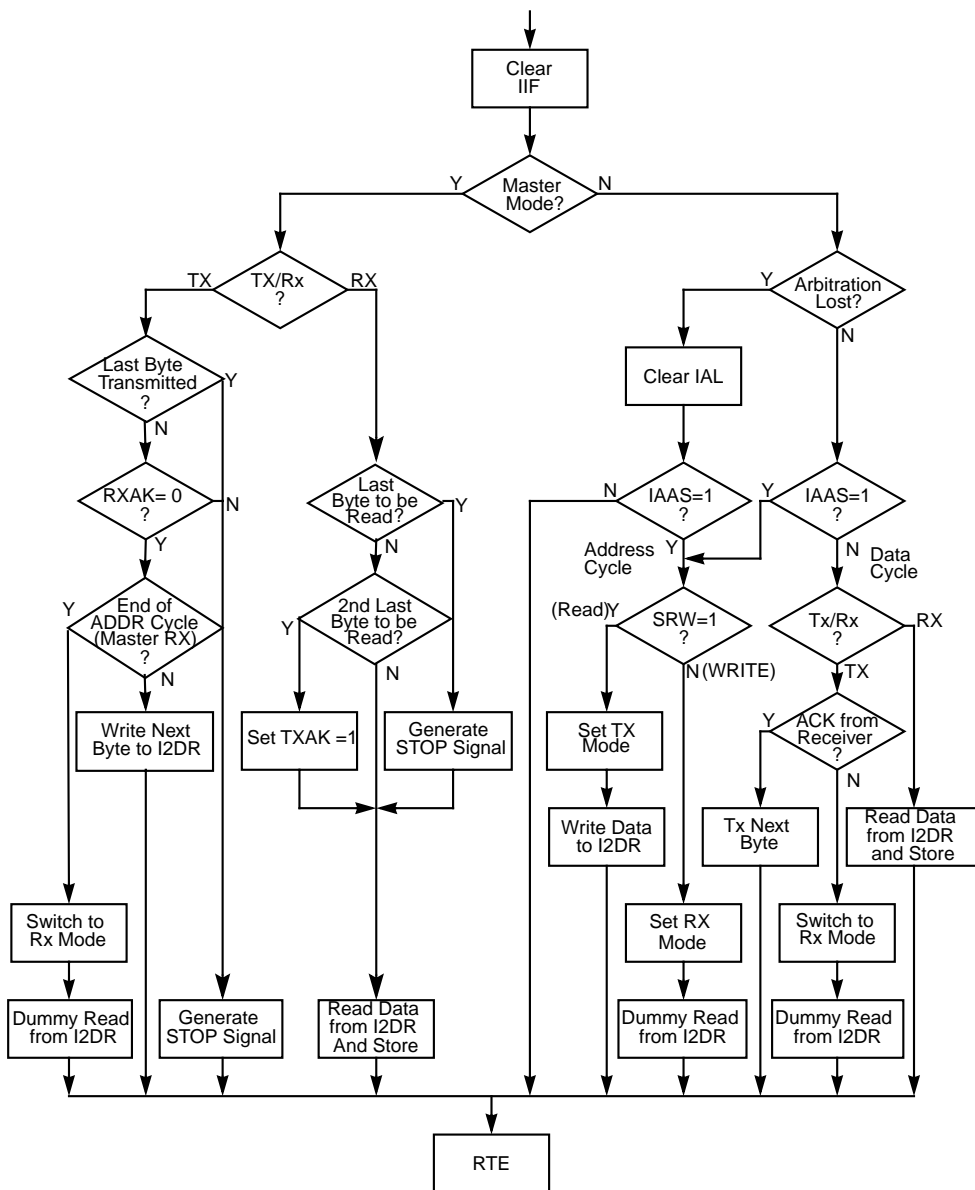 Clear
IIF
Master
Mode?
Y
N
TX/Rx
?
TX
RX
Arbitration
Lost?
Y
N
Last Byte
Transmitted
?
Y
N
Clear IAL
RXAK= 0
?
N
Y
Last
Byte to be
Read?
Y
N
IAAS=1
?
N
Y
Address
Cycle
IAAS=1
?
Y
N
Data
Cycle
End of
ADDR Cycle
(Master RX)
?
Y
N
2nd Last
Byte to be
Read?
Y
N
(Read)
Y
SRW=1
?
N
(WRITE)
Tx/Rx
?
RX
TX
Write Next
Byte to I2DR
Set TXAK =1
Generate
STOP Signal
Set TX
Mode
Y
ACK from
Receiver
?
N
Write Data
to I2DR
Tx Next
Byte
Read Data
from I2DR
and Store
Switch to
Rx Mode
Set RX
Mode
Switch to
Rx Mode
Dummy Read
from I2DR
Generate
STOP Signal
Read Data
from I2DR
And Store
Dummy Read
from I2DR
Dummy Read
from I2DR
RTE